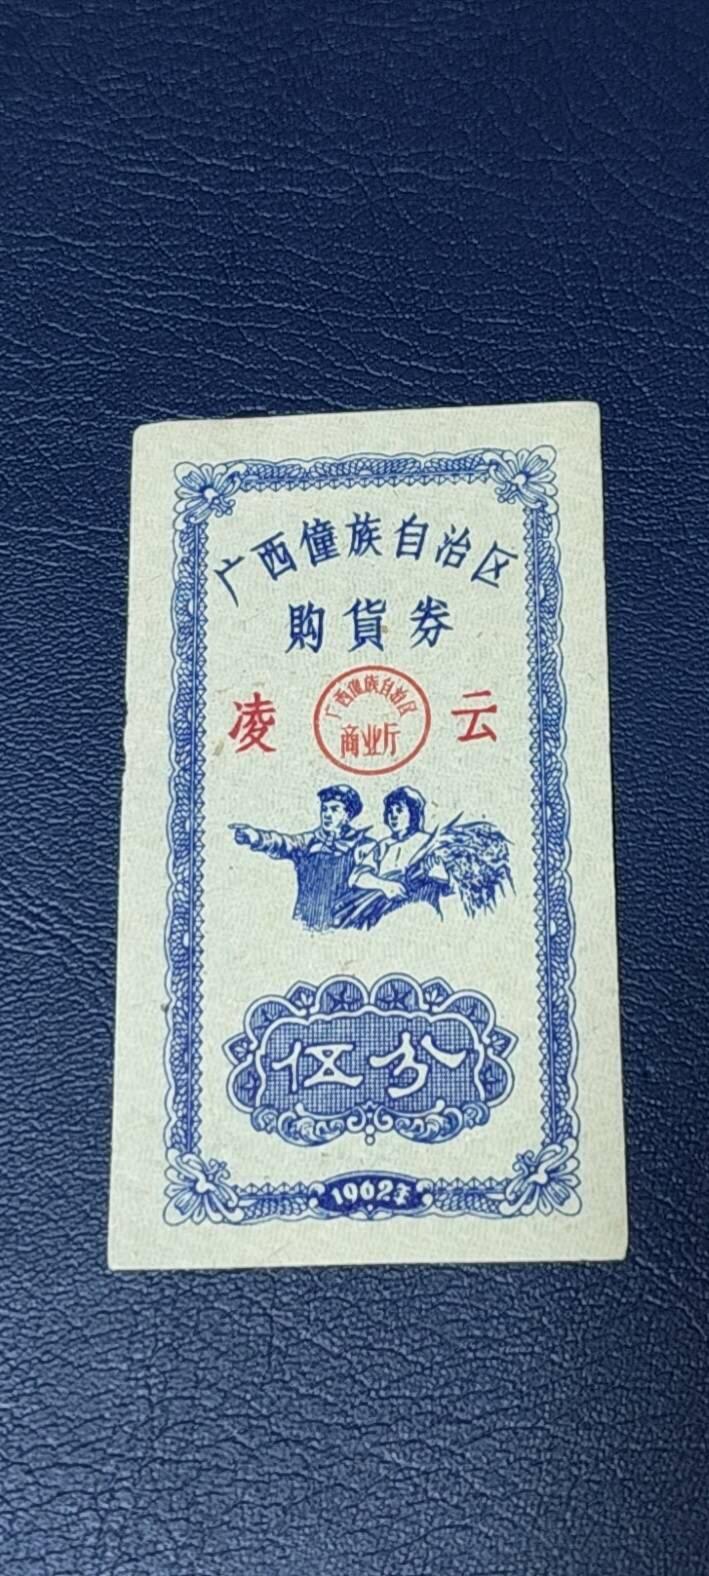 广西僮族自治区
购貨券
凌
广西僮族自治区
商业厅
云
伍分
1962年